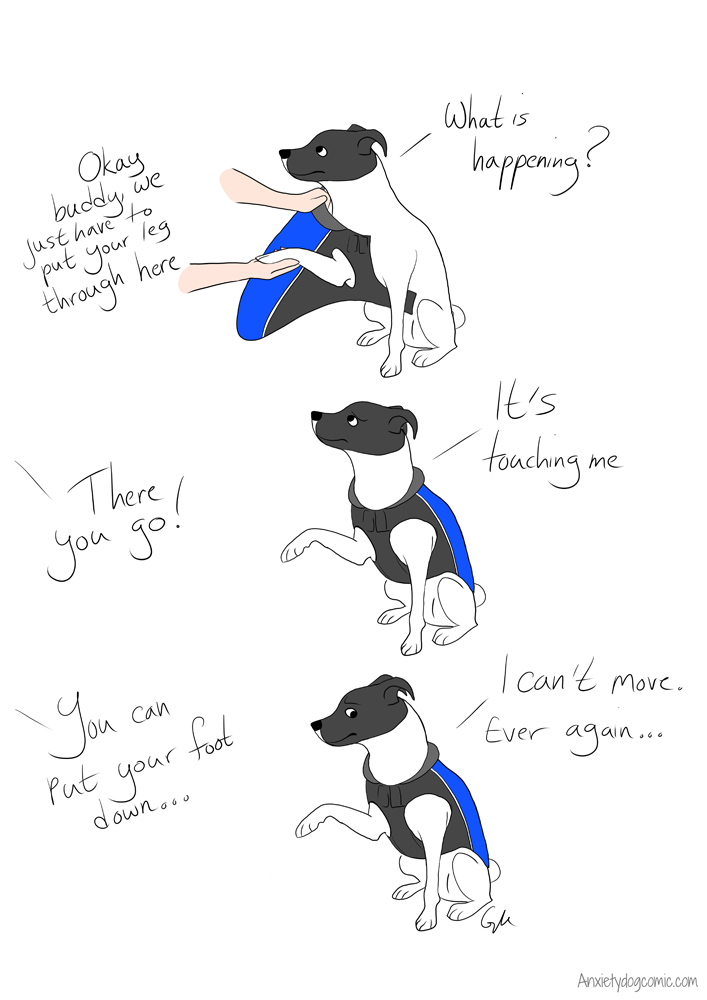 What is
happening?
Okay
buddy, we
just have to
put your leg
through here
It's
touching me
There
you go!
You can
put your foot
down...
I can't move.
Ever again...
Anxietydogcomic.com